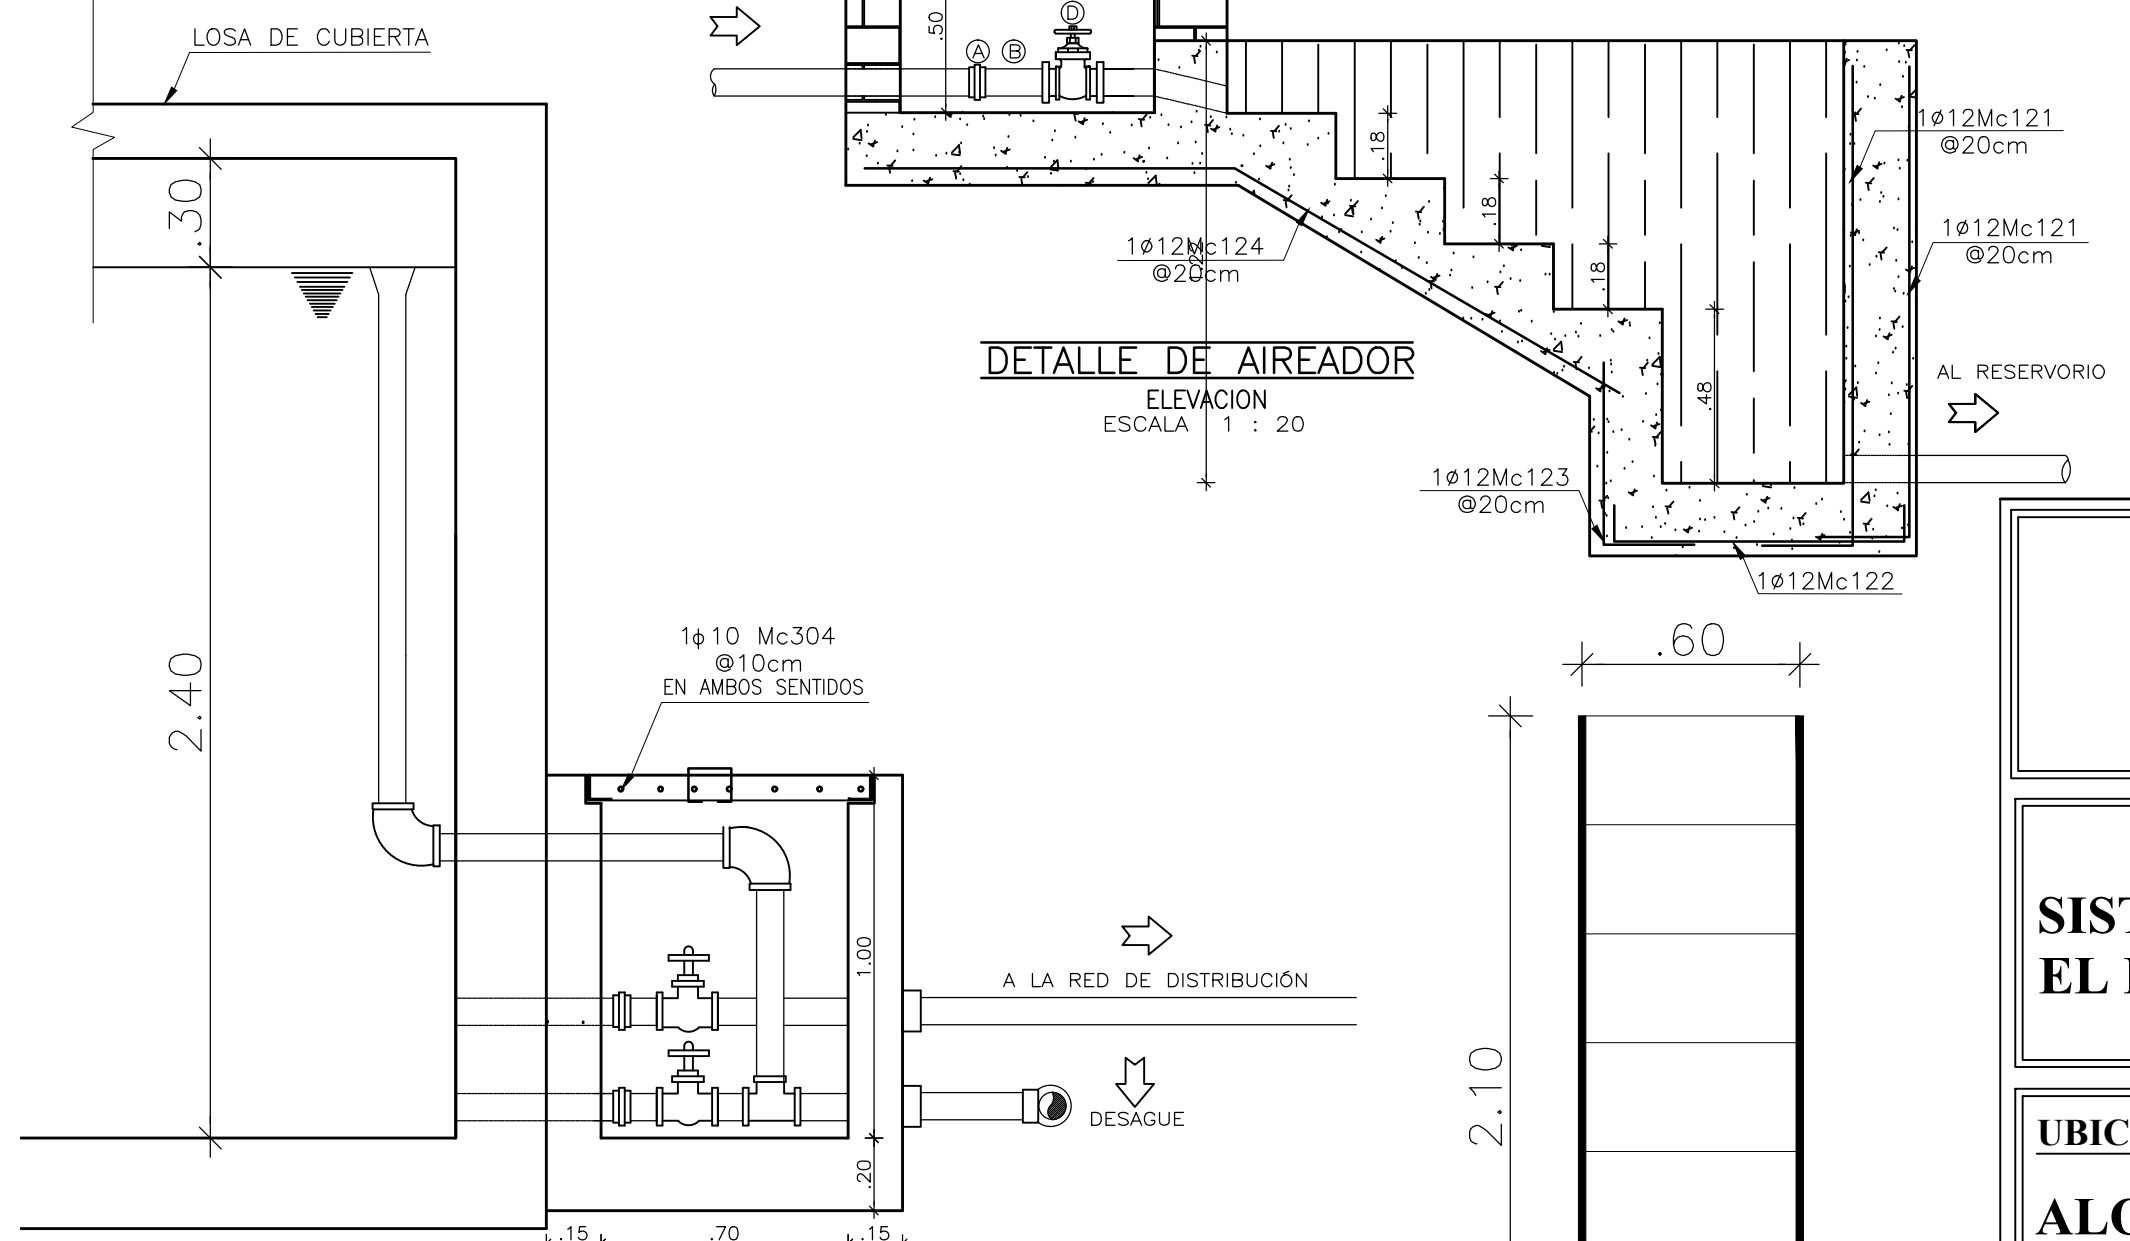 LOSA DE CUBIERTA
.30
2.40
.50
A
B
D
.18
.18
.18
.48
1ø12Mc121
@20cm
1ø12Mc121
@20cm
1ø12Mc124
@20cm
DETALLE DE AIREADOR
ELEVACION
ESCALA 1 : 20
AL RESERVORIO
1ø12Mc123
@20cm
1ø12Mc122
1ϕ10 Mc304
@10cm
EN AMBOS SENTIDOS
1.00
.20
A LA RED DE DISTRIBUCIóN
DESAGUE
.15
.70
.15
.60
2.10
SIST
EL
UBIC
ALC